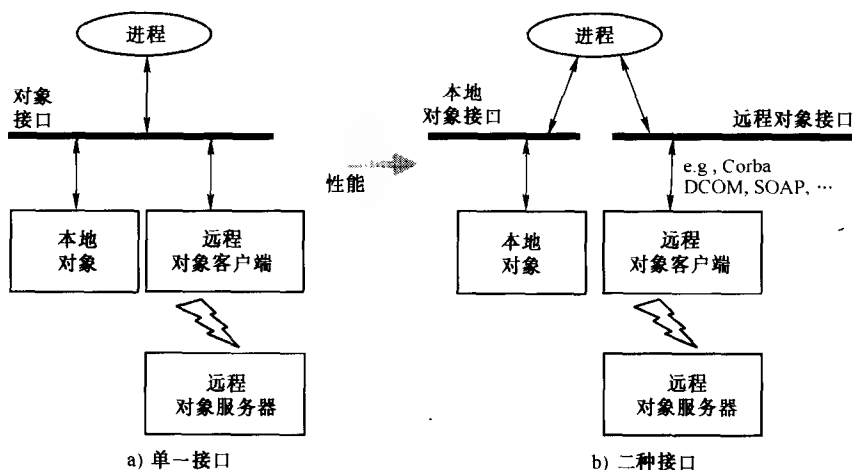 进程
对象
接口
本地
对象
远程
对象客户端
远程
对象服务器
a) 单一接口
性能
进程
本地
对象接口
远程对象接口
e.g , Corba
DCOM, SOAP, …
本地
对象
远程
对象客户端
远程
对象服务器
b) 二种接口